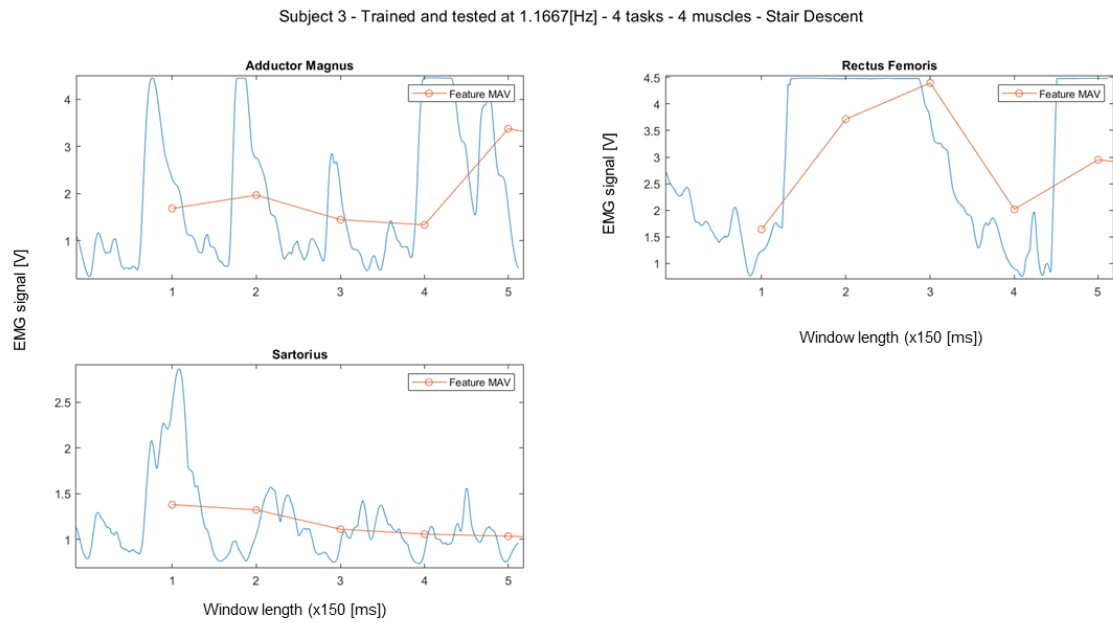 Subject 3 - Trained and tested at 1.1667[Hz] - 4 tasks - 4 muscles - Stair Descent
Adductor Magnus
Feature MAV
4
3
2
1
1 2 3 4 5
Rectus Femoris
Feature MAV
EMG signal [V]
4.5
4
3.5
3
2.5
2
1.5
1
1 2 3 4 5
Window length (x150 [ms])
EMG signal [V]
Sartorius
Feature MAV
2.5
2
1.5
1
1 2 3 4 5
Window length (x150 [ms])